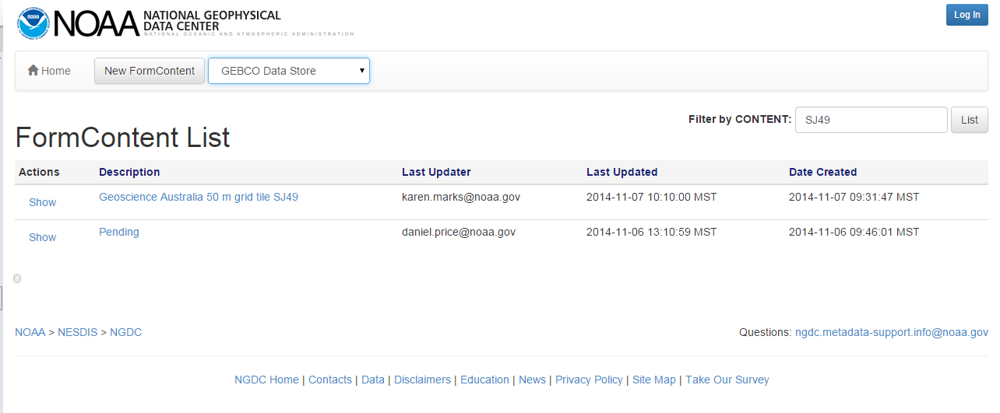 NOAA
NOAA NATIONAL GEOPHYSICAL
DATA CENTER
NATIONAL OCEANIC AND ATMOSPHERIC ADMINISTRATION
Log In
Home New FormContent GEBCO Data Store
Filter by CONTENT: SJ49 List
FormContent List
Actions Description Last Updater Last Updated Date Created
Show Geoscience Australia 50 m grid tile SJ49 karen.marks@noaa.gov 2014-11-07 10:10:00 MST 2014-11-07 09:31:47 MST
Show Pending daniel.price@noaa.gov 2014-11-06 13:10:59 MST 2014-11-06 09:46:01 MST
NOAA > NESDIS > NGDC Questions: ngdc.metadata-support.info@noaa.gov
NGDC Home | Contacts | Data | Disclaimers | Education | News | Privacy Policy | Site Map | Take Our Survey